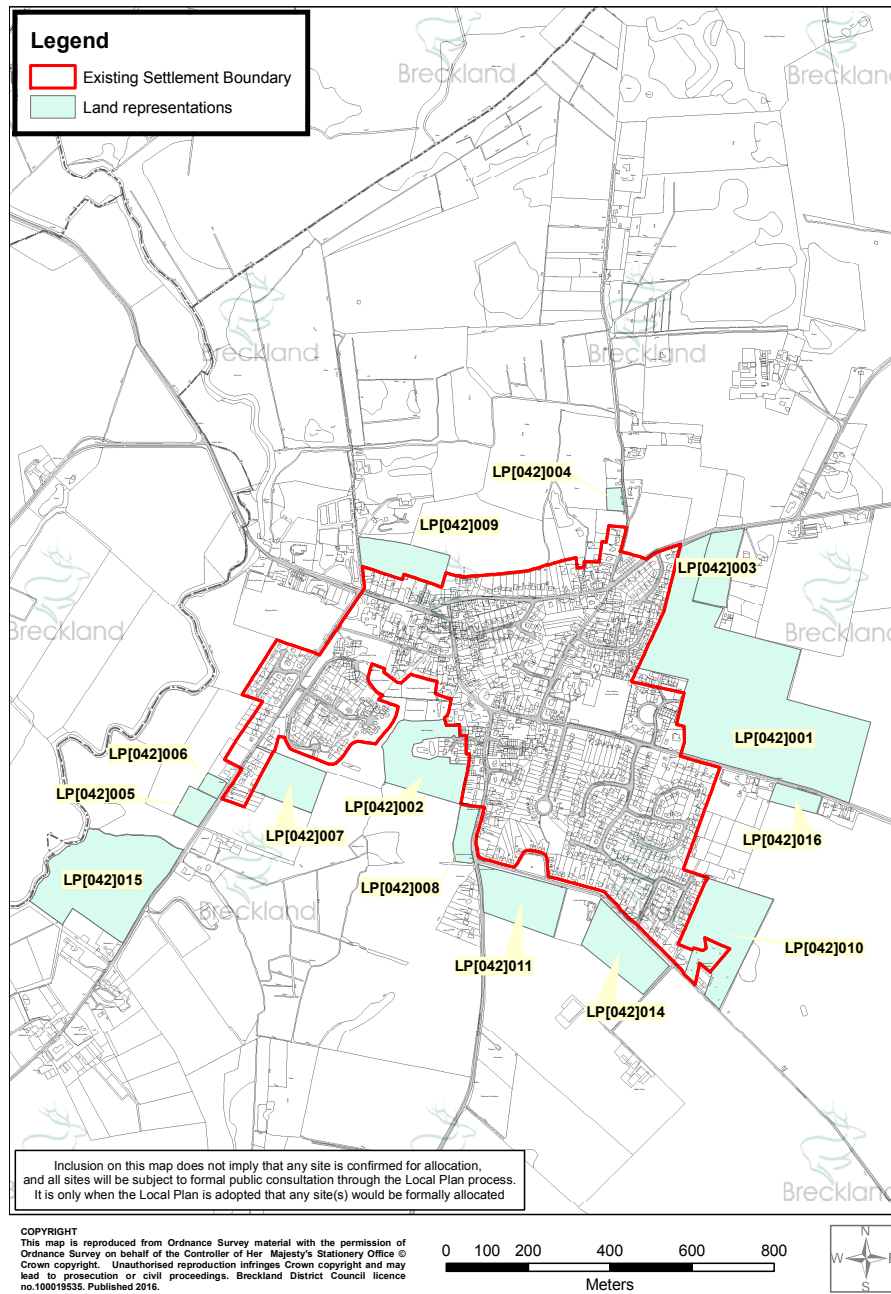 Legend
Existing Settlement Boundary
Land representations
Breckland
Breckland
Breckland
Breckland
LP[042]004
LP[042]009
LP[042]003
Breckland
Breckland
Breckland
LP[042]001
LP[042]006
LP[042]005
LP[042]002
LP[042]007
LP[042]016
LP[042]015
LP[042]008
Breckland
Breckland
LP[042]010
LP[042]011
LP[042]014
Inclusion on this map does not imply that any site is confirmed for allocation,
and all sites will be subject to formal public consultation through the Local Plan process.
It is only when the Local Plan is adopted that any site(s) would be formally allocated
Breckland
COPYRIGHT
This map is reproduced from Ordnance Survey material with the permission of
Ordnance Survey on behalf of the Controller of Her Majesty's Stationery Office ©
Crown copyright. Unauthorised reproduction infringes Crown copyright and may
lead to prosecution or civil proceedings. Breckland District Council licence
no.100019535. Published 2016.
0 100 200 400 600 800
Meters
N
W E
S